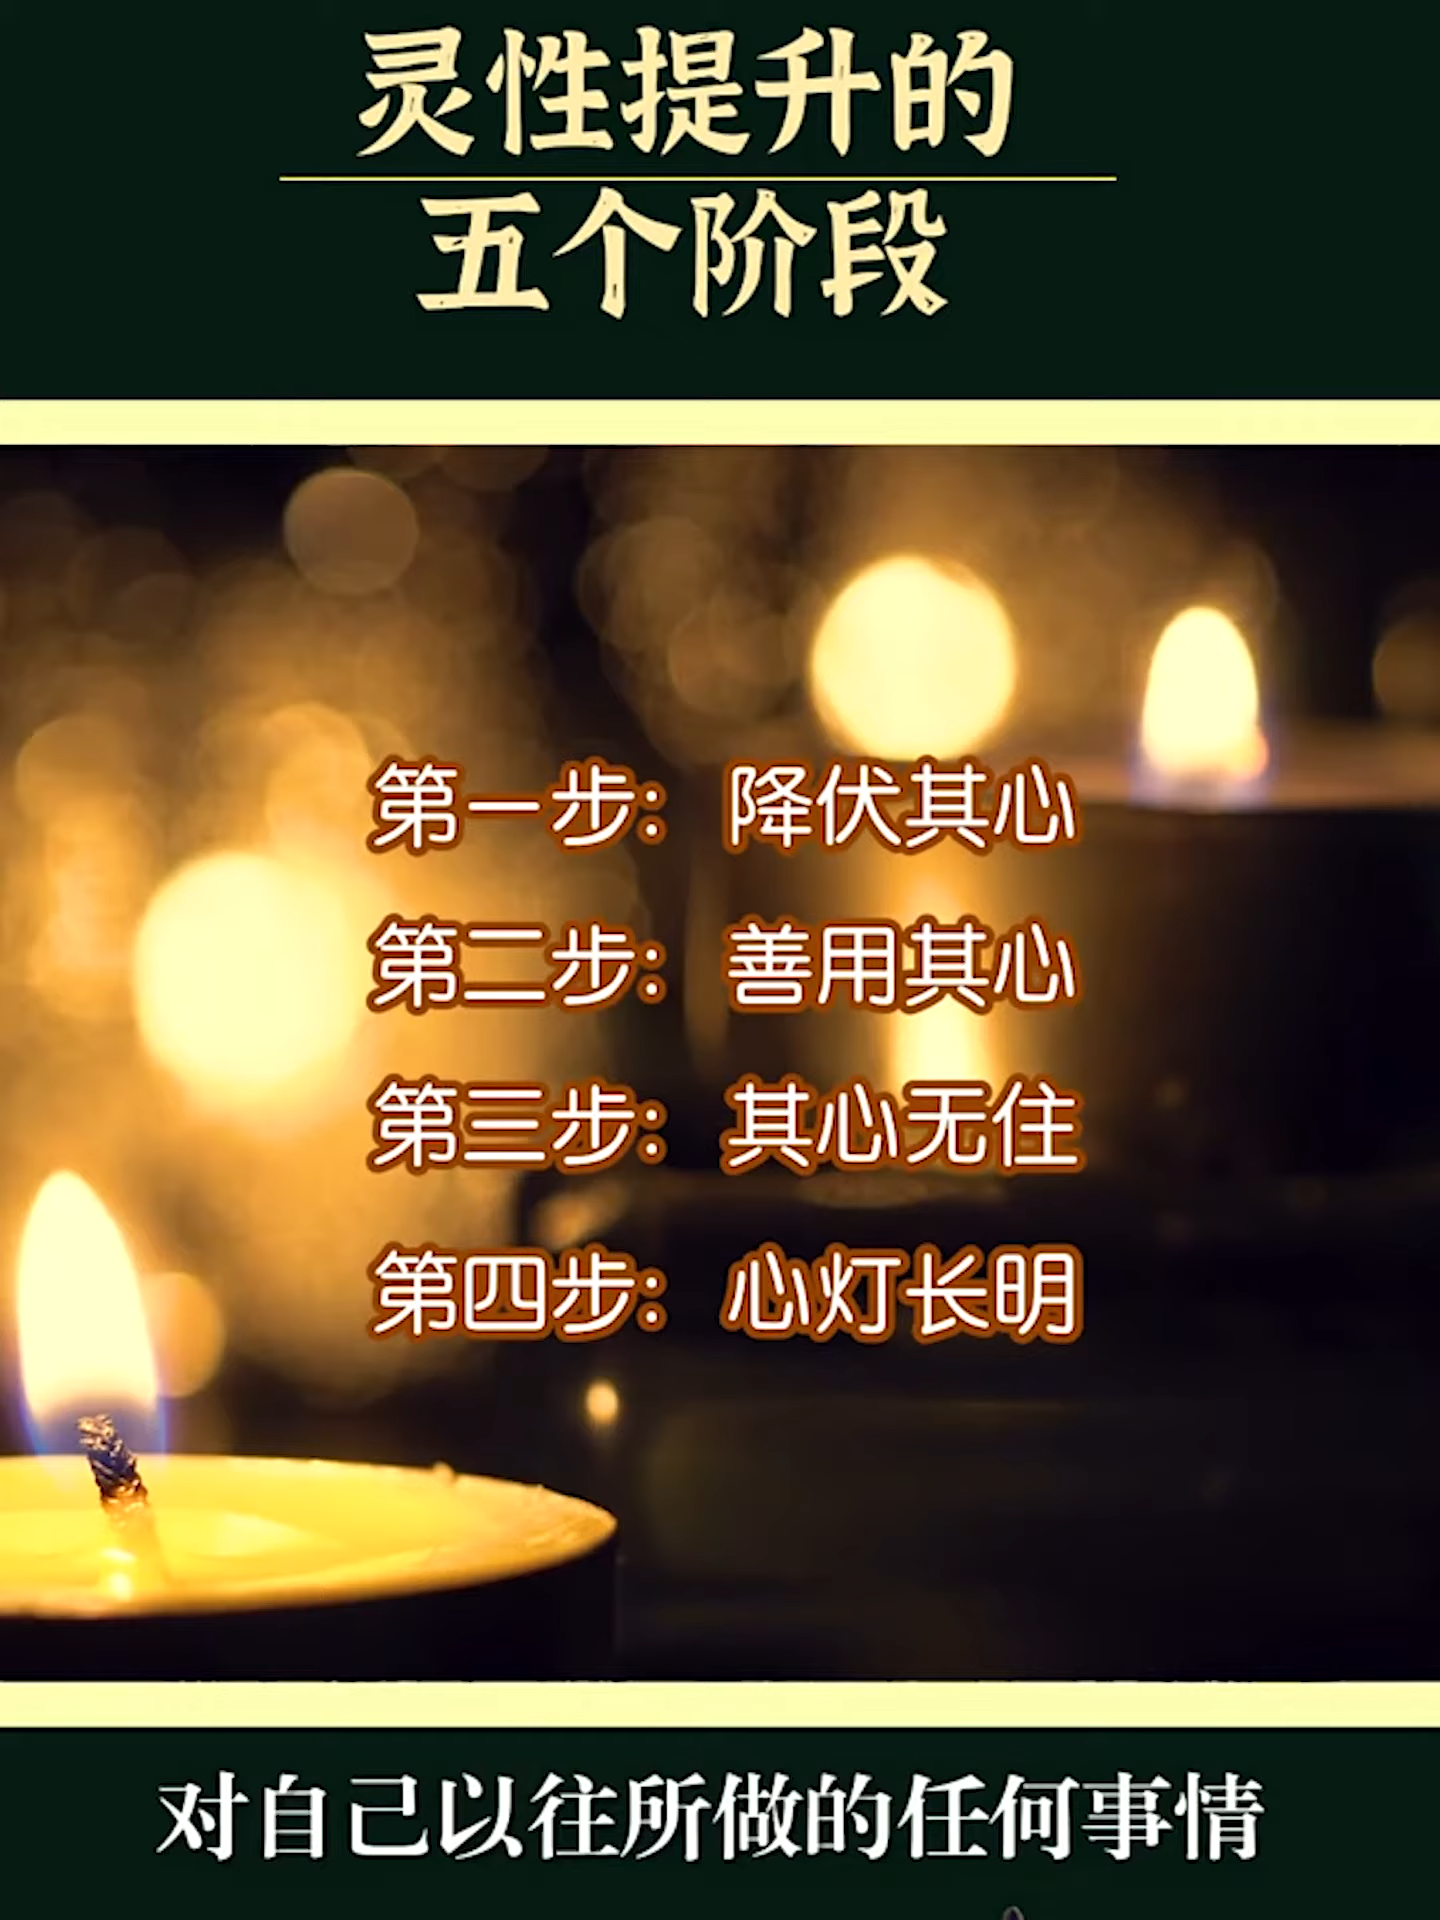 灵性提升的
五个阶段
第一步：降伏其心
第二步：善用其心
第三步：其心无住
第四步：心灯长明
对自己以往所做的任何事情